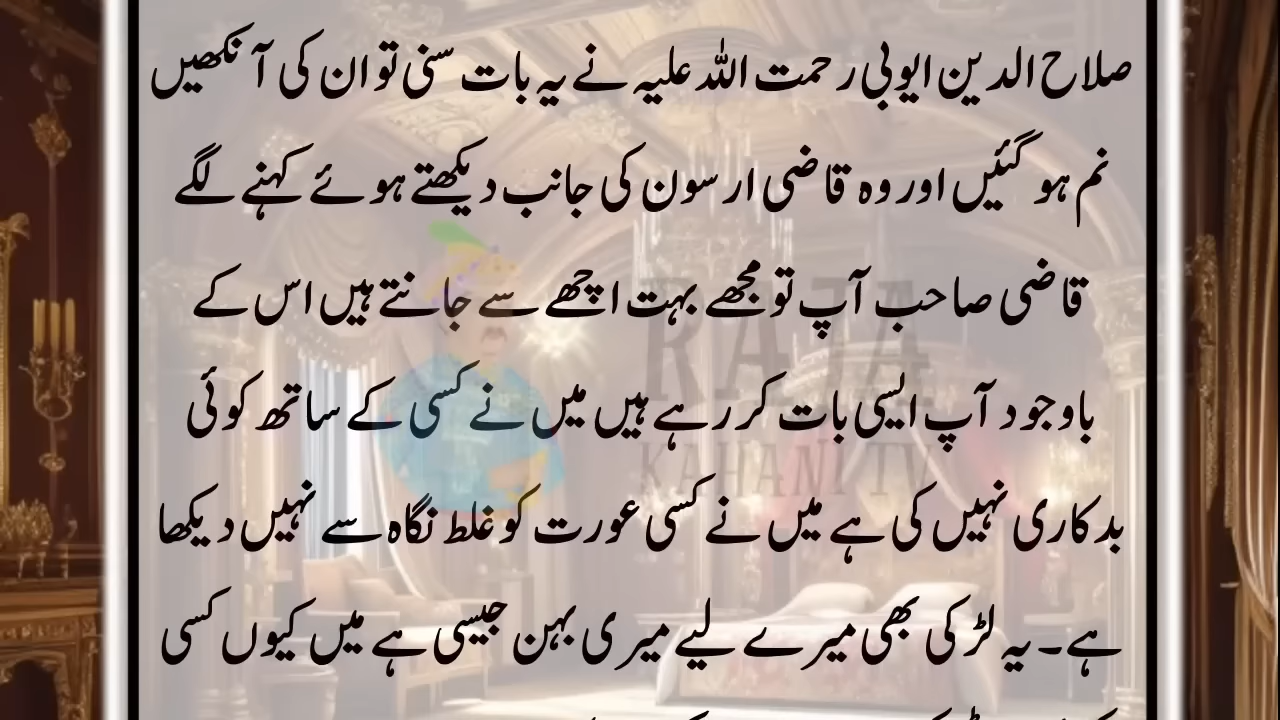 صلاح الدین ایوبی رحمت اللہ علیہ نے یہ بات سنی تو ان کی آنکھیں
نم ہو گئیں اور وہ قاضی ارسون کی جانب دیکھتے ہوئے کہنے لگے
قاضی صاحب آپ تو مجھے بہت اچھے سے جانتے ہیں اس کے
باوجود آپ ایسی بات کر رہے ہیں میں نے کسی کے ساتھ کوئی
بدکاری نہیں کی ہے میں نے کسی عورت کو غلط نگاہ سے نہیں دیکھا
ہے۔ یہ لڑکی بھی میرے لیے میری بہن جیسی ہے میں کیوں کسی
RAJA
KAHANI TV